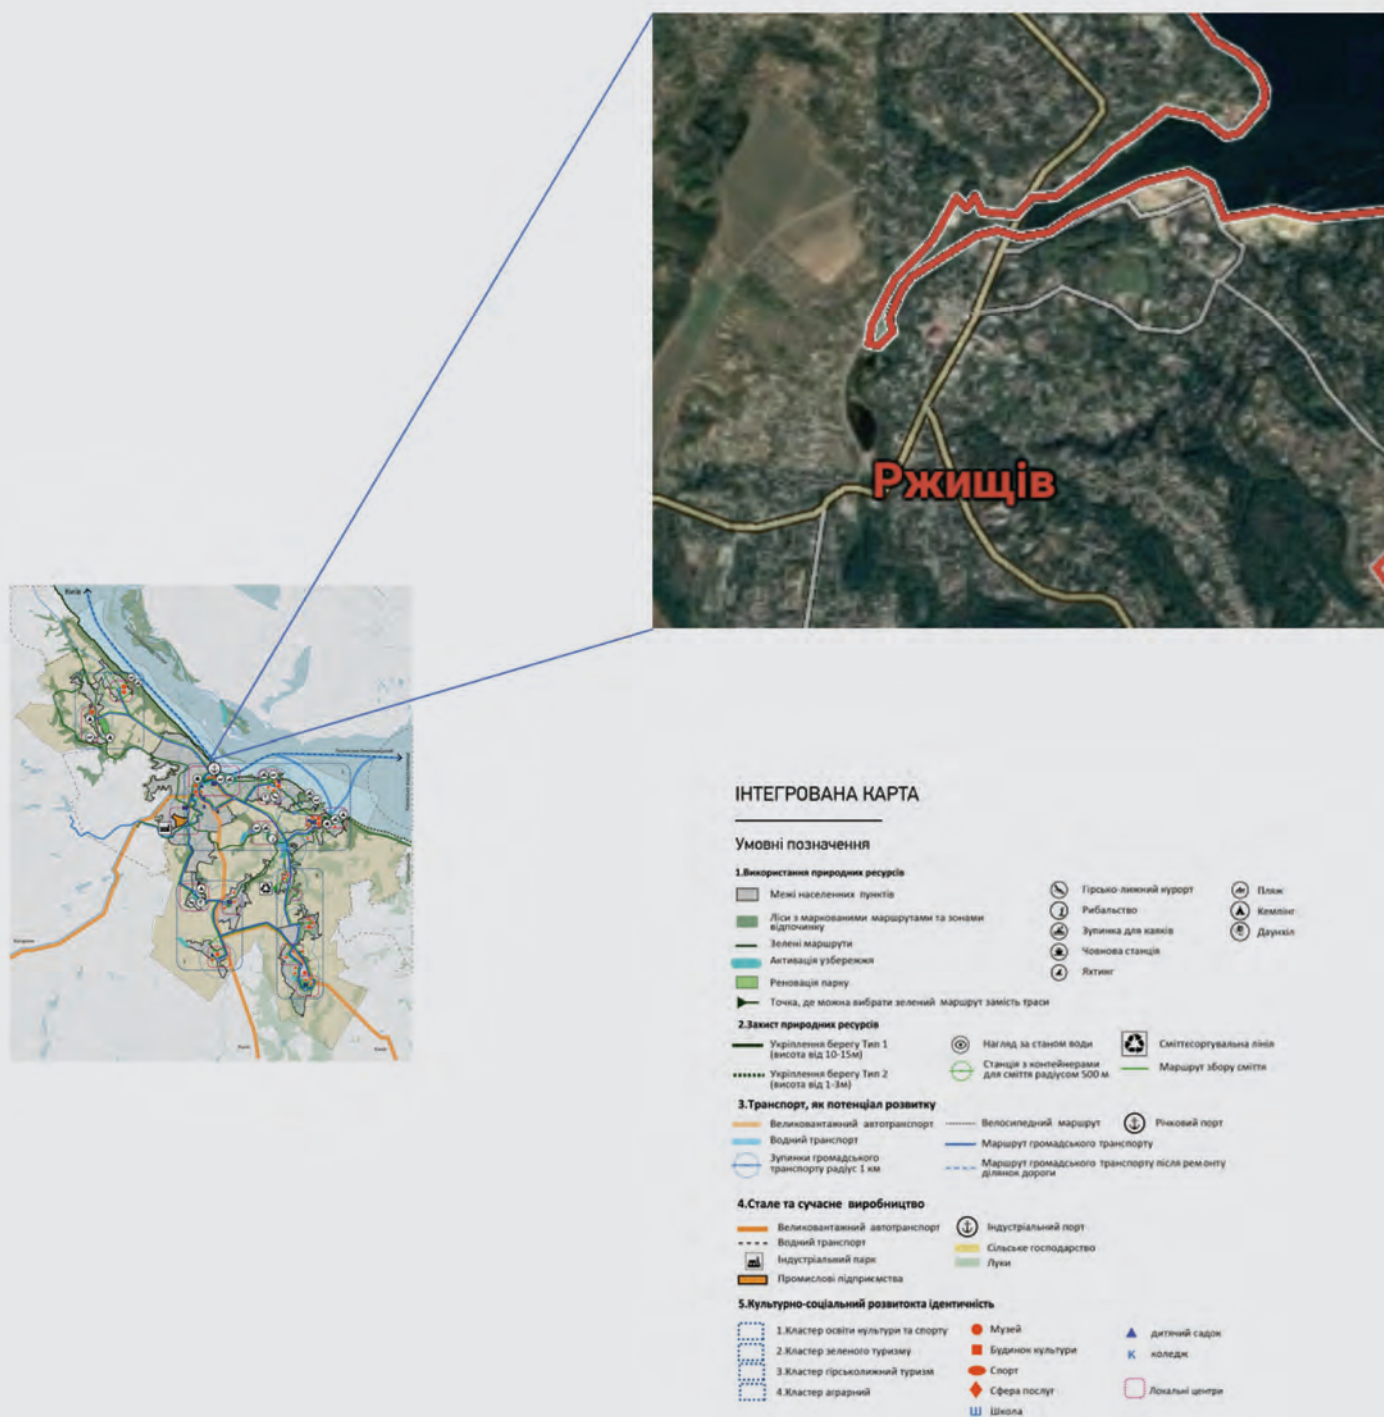 Ржищів
Київ
ІНТЕГРОВАНА КАРТА
Умовні позначення
1.Використання природних ресурсів
Межі населенних пунктів
Ліси з маркованими маршрутами та зонами
відпочинку
Зелені маршрути
Активація узбережжя
Реновація парку
Точка, де можна вибрати зелений маршрут замість траси
Гірсько-лижний курорт
Рибальство
Зупинка для каяків
Човнова станція
Яхтинг
Пляж
Кемпінг
Даунхіл
2.Захист природних ресурсів
Укріплення берегу Тип 1
(висота від 10-15м)
Укріплення берегу Тип 2
(висота від 1-3м)
Нагляд за станом води
Станція з контейнерами
для сміття радіусом 500 м
Сміттєсортувальна лінія
Маршрут збору сміття
3.Транспорт, як потенціал розвитку
Великовантажний автотранспорт
Водний транспорт
Зупинки громадського
транспорту радіус 1 км
Велосипедний маршрут
Річковий порт
Маршрут громадського транспорту
Маршрут громадського транспорту після ремонту
ділянок дороги
4.Стале та сучасне виробництво
Великовантажний автотранспорт
Водний транспорт
Індустріальний парк
Промислові підприємства
Індустріальний порт
Сільське господарство
Луки
5.Культурно-соціальний розвитокта ідентичність
1.Кластер освіти культури та спорту
2.Кластер зеленого туризму
3.Кластер гірськолижний туризм
4.Кластер аграрний
Музей
Будинок культури
Спорт
Сфера послуг
Ш Школа
дитячий садок
К коледж
Локальні центри